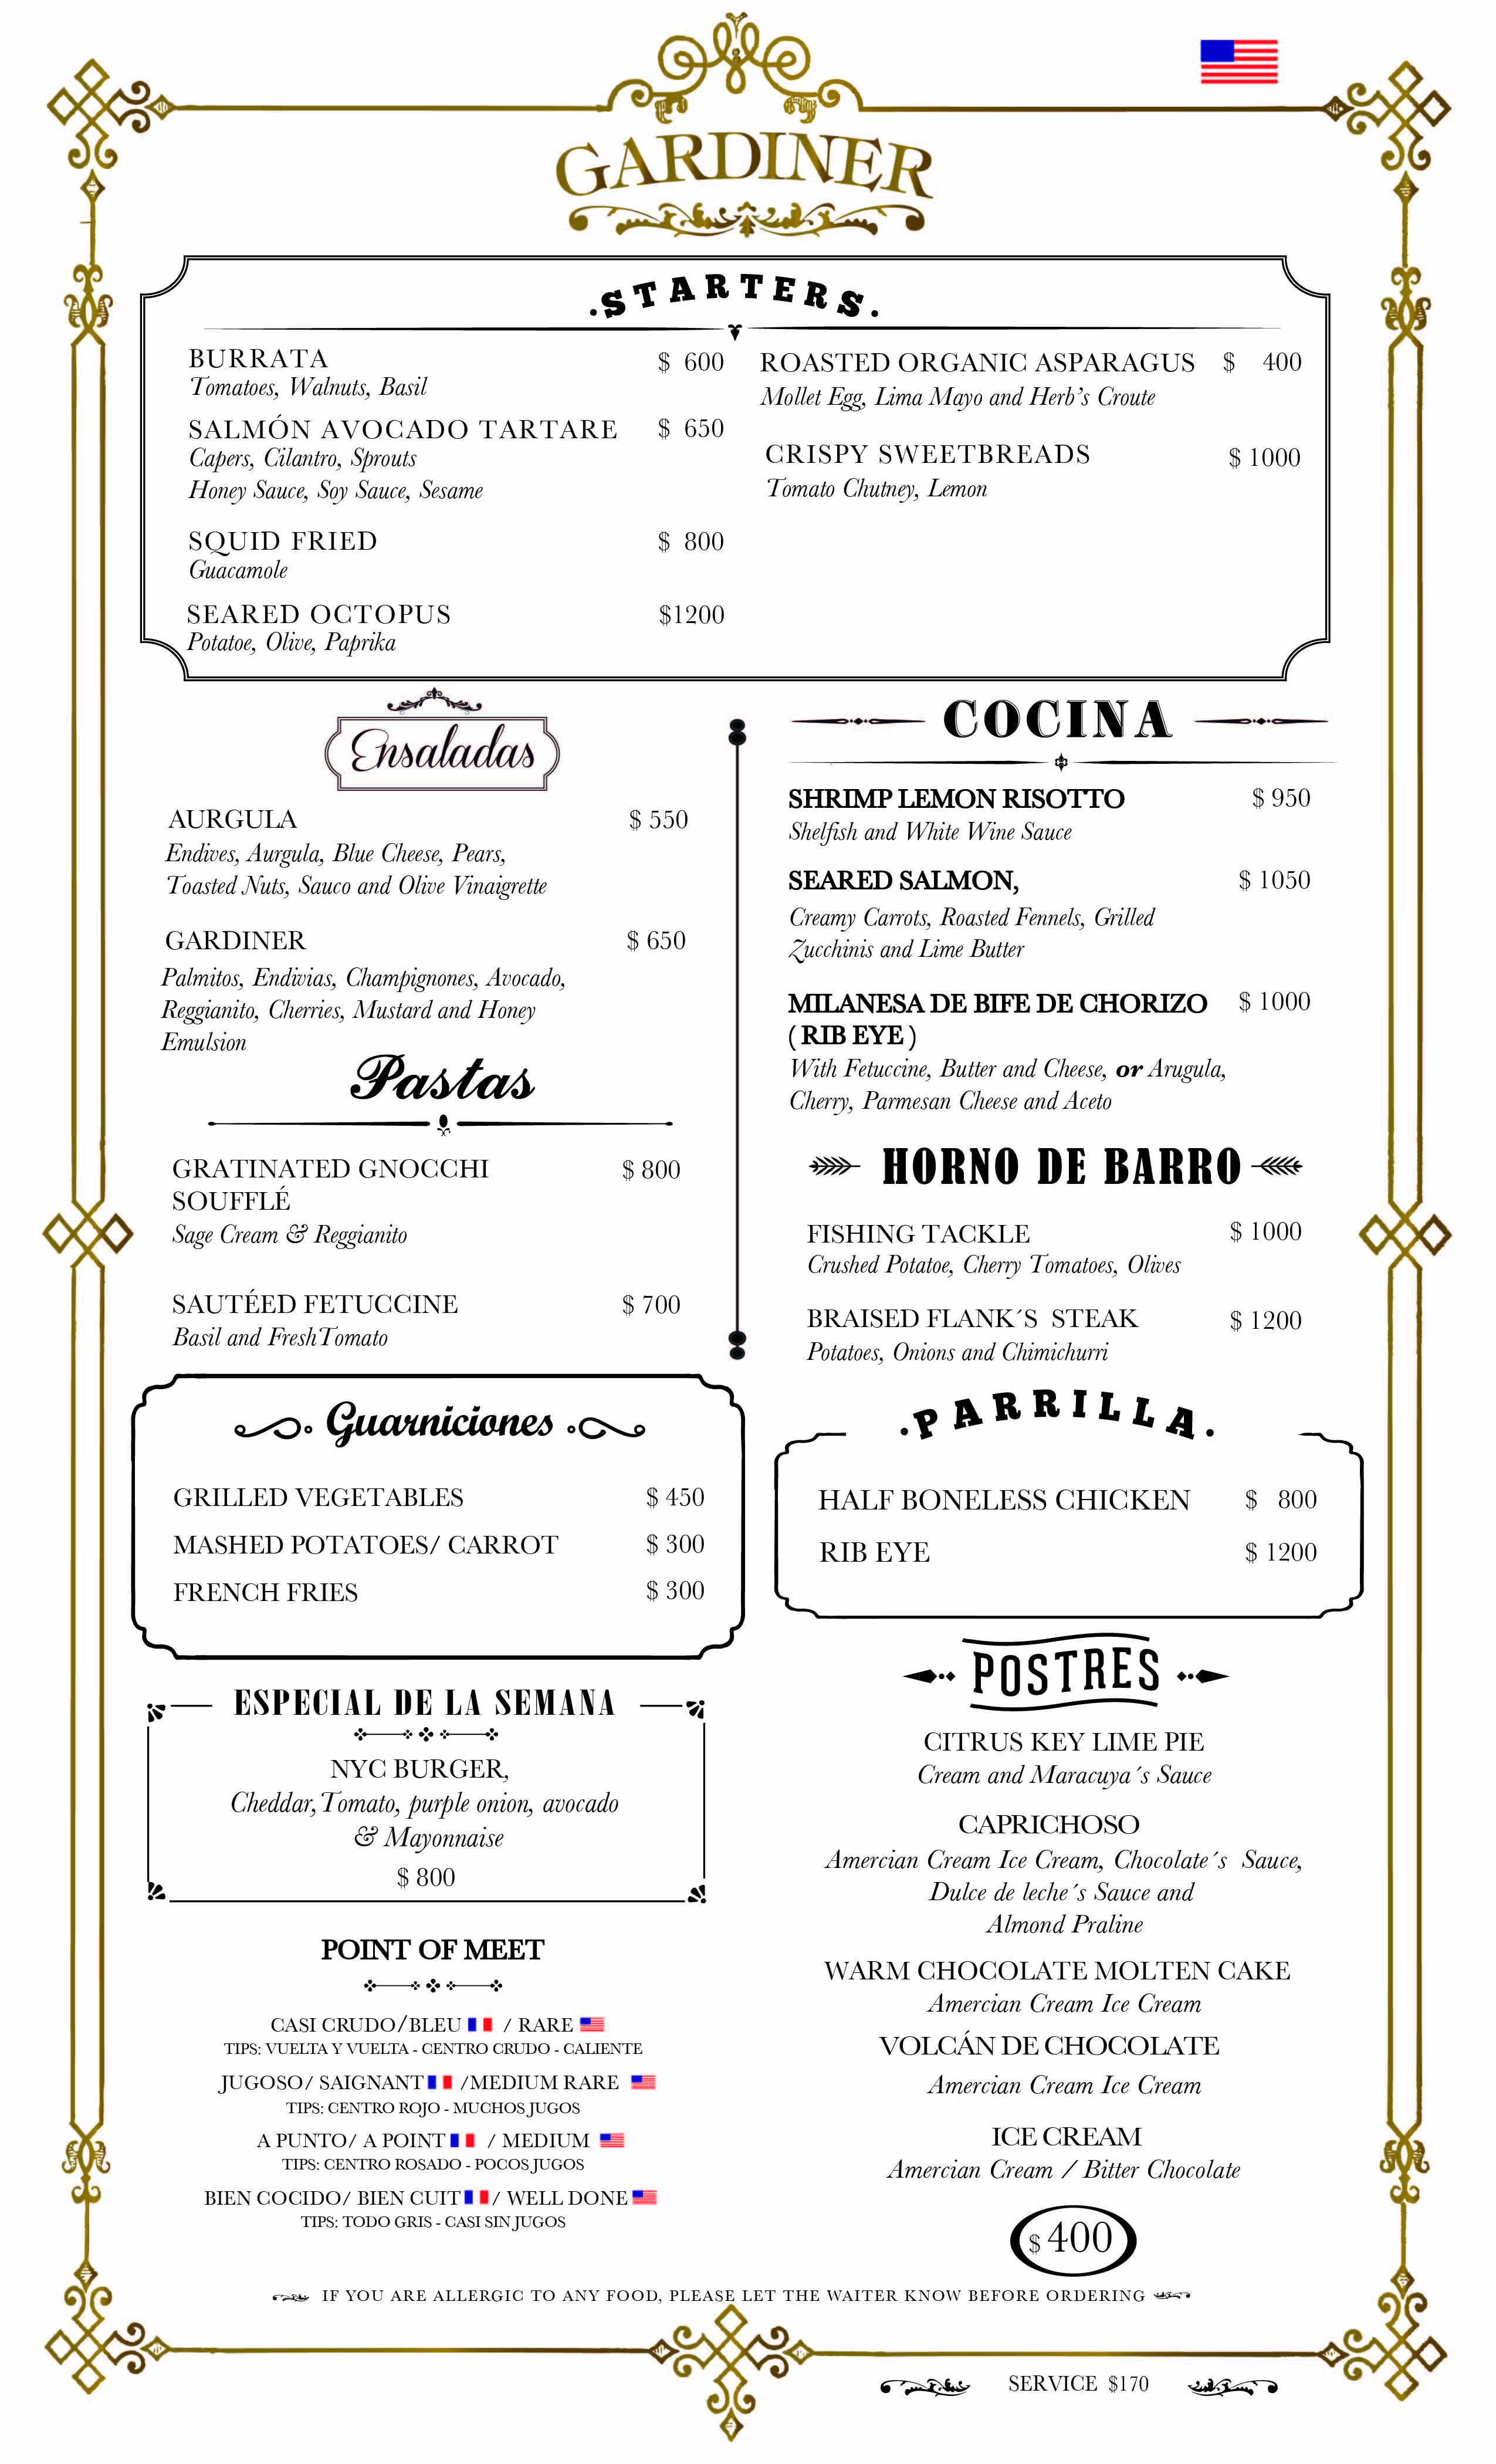 GARDINER
.STARTERS.
BURRATA $ 600
Tomatoes, Walnuts, Basil
SALMÓN AVOCADO TARTARE $ 650
Capers, Cilantro, Sprouts
Honey Sauce, Soy Sauce, Sesame
SQUID FRIED $ 800
Guacamole
SEARED OCTOPUS $1200
Potatoe, Olive, Paprika
ROASTED ORGANIC ASPARAGUS $ 400
Mollet Egg, Lima Mayo and Herb’s Croute
CRISPY SWEETBREADS $ 1000
Tomato Chutney, Lemon
Ensaladas
AURGULA $ 550
Endives, Aurgula, Blue Cheese, Pears,
Toasted Nuts, Sauco and Olive Vinaigrette
GARDINER $ 650
Palmitos, Endivias, Champignones, Avocado,
Reggianito, Cherries, Mustard and Honey
Emulsion
Pastas
GRATINATED GNOCCHI $ 800
SOUFFLÉ
Sage Cream & Reggianito
SAUTÉED FETUCCINE $ 700
Basil and FreshTomato
COCINA
SHRIMP LEMON RISOTTO $ 950
Shelfish and White Wine Sauce
SEARED SALMON, $ 1050
Creamy Carrots, Roasted Fennels, Grilled
Zucchinis and Lime Butter
MILANESA DE BIFE DE CHORIZO $ 1000
( RIB EYE )
With Fetuccine, Butter and Cheese, or Arugula,
Cherry, Parmesan Cheese and Aceto
HORNO DE BARRO
FISHING TACKLE $ 1000
Crushed Potatoe, Cherry Tomatoes, Olives
BRAISED FLANK´S STEAK $ 1200
Potatoes, Onions and Chimichurri
Guarniciones
GRILLED VEGETABLES $ 450
MASHED POTATOES/ CARROT $ 300
FRENCH FRIES $ 300
.PARRILLA.
HALF BONELESS CHICKEN $ 800
RIB EYE $ 1200
ESPECIAL DE LA SEMANA
NYC BURGER,
Cheddar,Tomato, purple onion, avocado
& Mayonnaise
$ 800
POINT OF MEET
CASI CRUDO/BLEU / RARE
TIPS: VUELTA Y VUELTA - CENTRO CRUDO - CALIENTE
JUGOSO/ SAIGNANT /MEDIUM RARE
TIPS: CENTRO ROJO - MUCHOS JUGOS
A PUNTO/ A POINT / MEDIUM
TIPS: CENTRO ROSADO - POCOS JUGOS
BIEN COCIDO/ BIEN CUIT / WELL DONE
TIPS: TODO GRIS - CASI SIN JUGOS
POSTRES
CITRUS KEY LIME PIE
Cream and Maracuya´s Sauce
CAPRICHOSO
Amercian Cream Ice Cream, Chocolate´s Sauce,
Dulce de leche´s Sauce and
Almond Praline
WARM CHOCOLATE MOLTEN CAKE
Amercian Cream Ice Cream
VOLCÁN DE CHOCOLATE
Amercian Cream Ice Cream
ICE CREAM
Amercian Cream / Bitter Chocolate
$ 400
IF YOU ARE ALLERGIC TO ANY FOOD, PLEASE LET THE WAITER KNOW BEFORE ORDERING
SERVICE $170